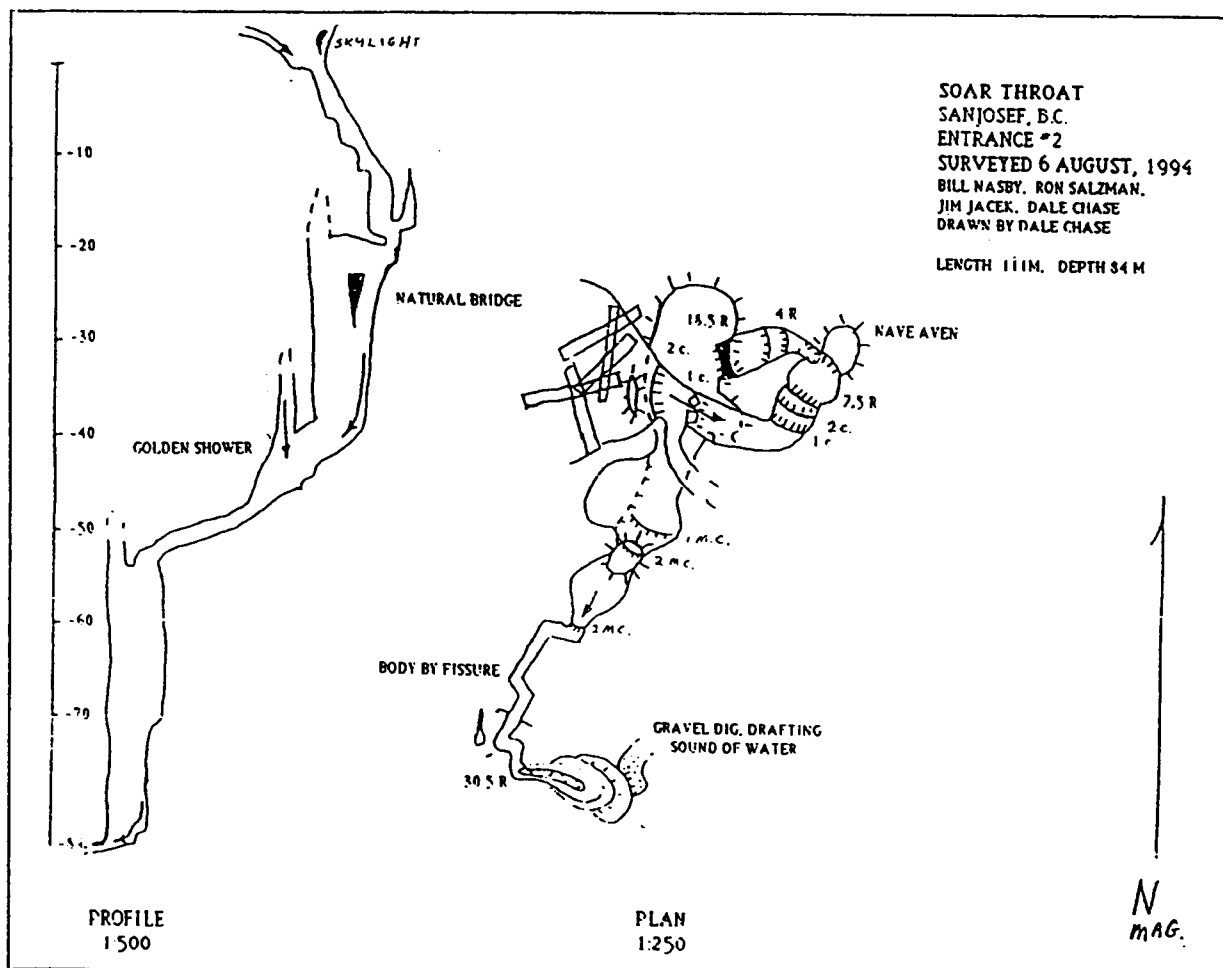 SKYLIGHT
SOAR THROAT
SANJOSEF, B.C.
ENTRANCE #2
SURVEYED 6 AUGUST, 1994
BILL NASBY, RON SALZMAN,
JIM JACEK, DALE CHASE
DRAWN BY DALE CHASE
LENGTH 111M, DEPTH 84 M
-10
-20
-30
-40
-50
-60
-70
NATURAL BRIDGE
GOLDEN SHOWER
18.5 R
4 R
NAVE AVEN
2 c.
1 c.
7.5 R
2 c.
1 c
1 M.C.
2 MC.
2 MC.
BODY BY FISSURE
GRAVEL DIG, DRAFTING
SOUND OF WATER
30.5 R
PROFILE
1:500
PLAN
1:250
N
MAG.